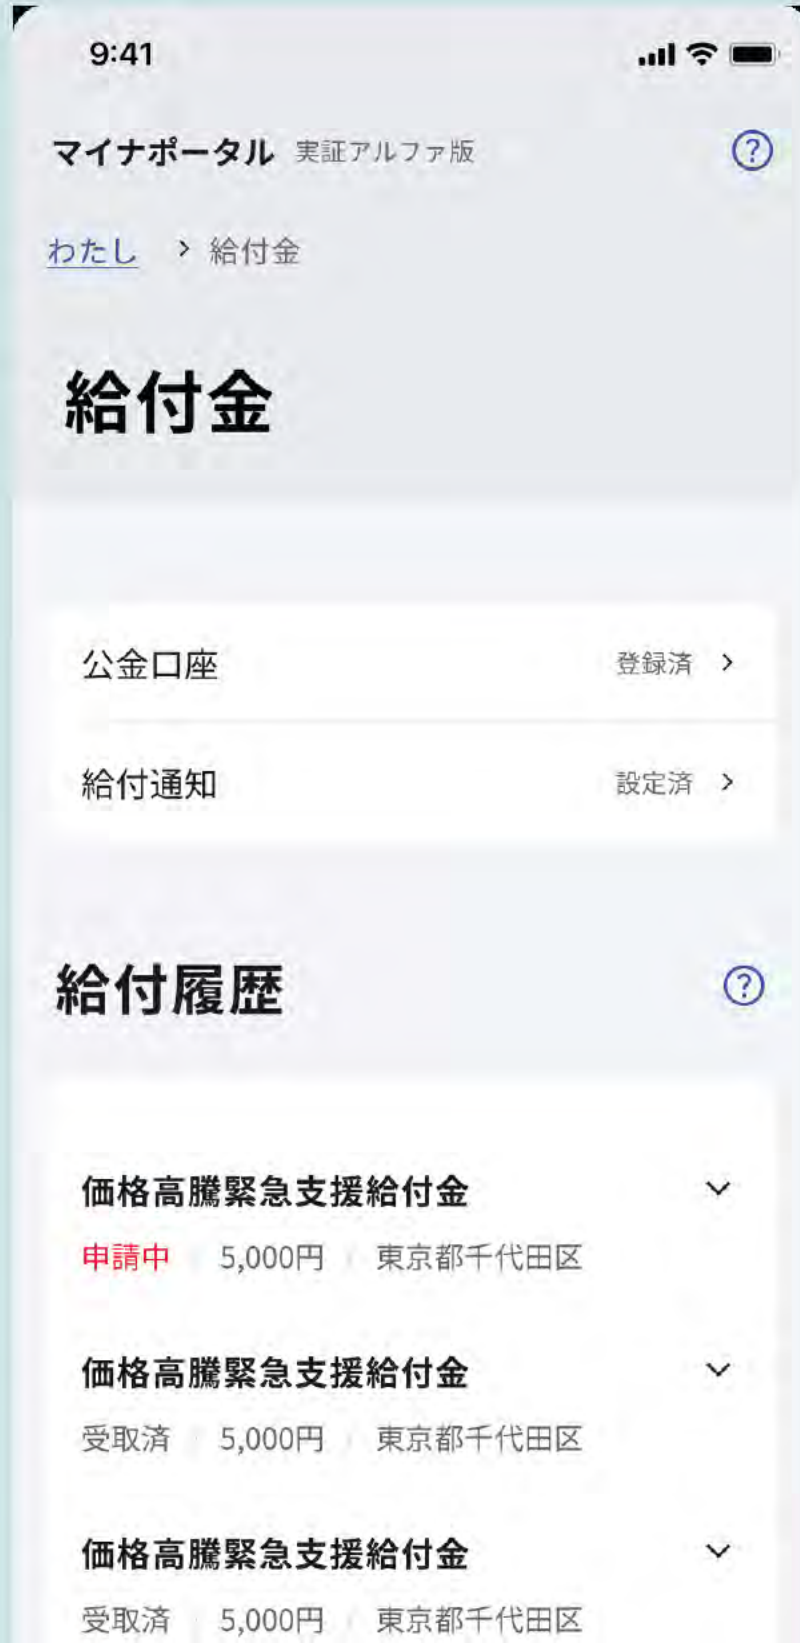 9:41
マイナポータル 実証アルファ版 ?
わたし > 給付金
給付金
公金口座 登録済 >
給付通知 設定済 >
給付履歴 ?
価格高騰緊急支援給付金
申請中 / 5,000円 / 東京都千代田区
価格高騰緊急支援給付金
受取済 / 5,000円 / 東京都千代田区
価格高騰緊急支援給付金
受取済 / 5,000円 / 東京都千代田区